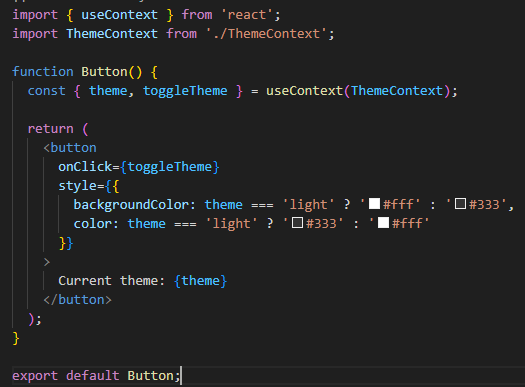 import { useContext } from 'react';
import ThemeContext from './ThemeContext';

function Button() {
  const { theme, toggleTheme } = useContext(ThemeContext);

  return (
    <button
      onClick={toggleTheme}
      style={{
        backgroundColor: theme === 'light' ? '#fff' : '#333',
        color: theme === 'light' ? '#333' : '#fff'
      }}
    >
      Current theme: {theme}
    </button>
  );
}

export default Button;